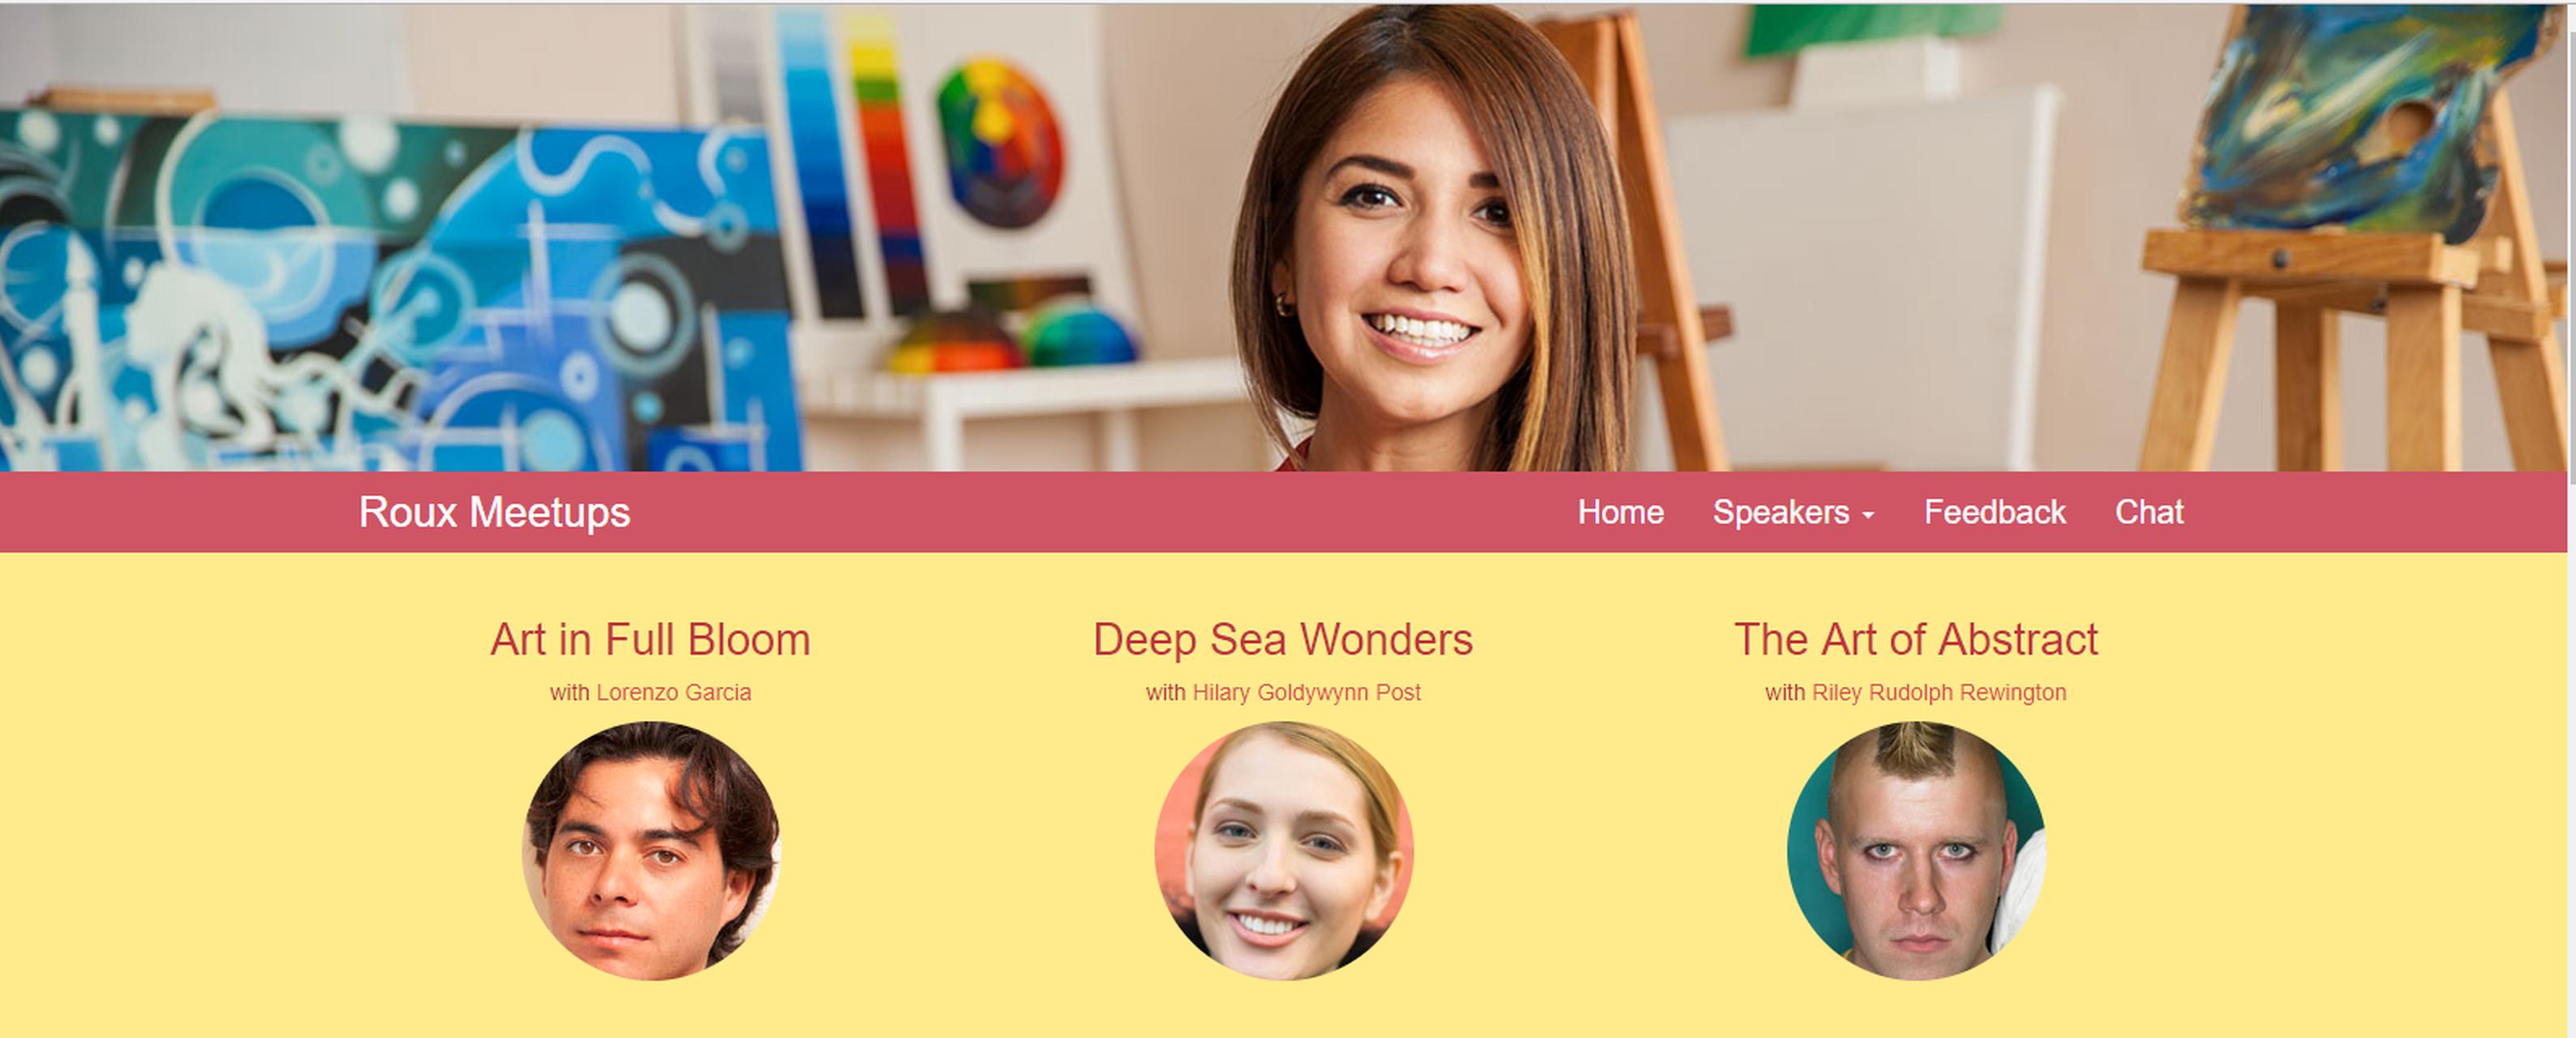 Roux Meetups
Home Speakers Feedback Chat
Art in Full Bloom
with Lorenzo Garcia
Deep Sea Wonders
with Hilary Goldywynn Post
The Art of Abstract
with Riley Rudolph Rewington